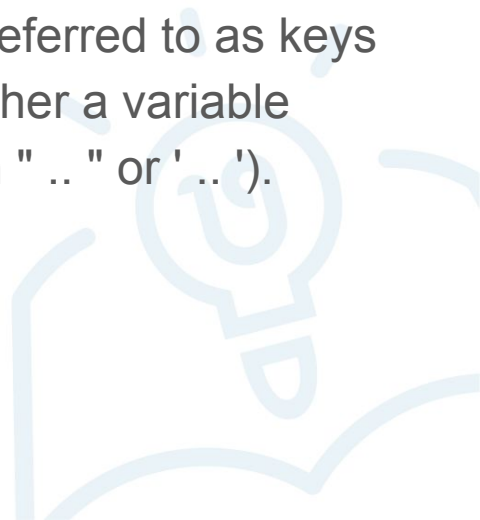 eferred to as keys
her a variable
" .. " or ' .. ').